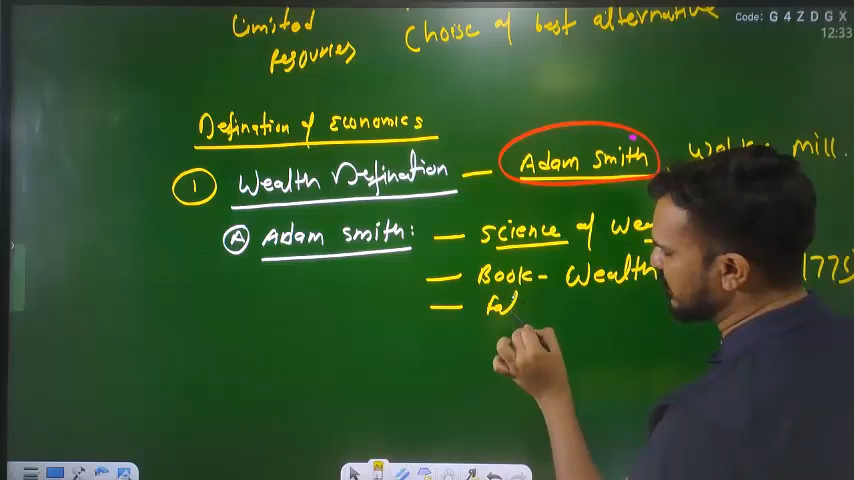 Code: G 4 Z D G X
12:33
Limited Choise of best alternative
Resources
Defination of Economics
1 Wealth Defination — Adam Smith, mill.
A Adam Smith: — Science of
— Book - Wealth
—